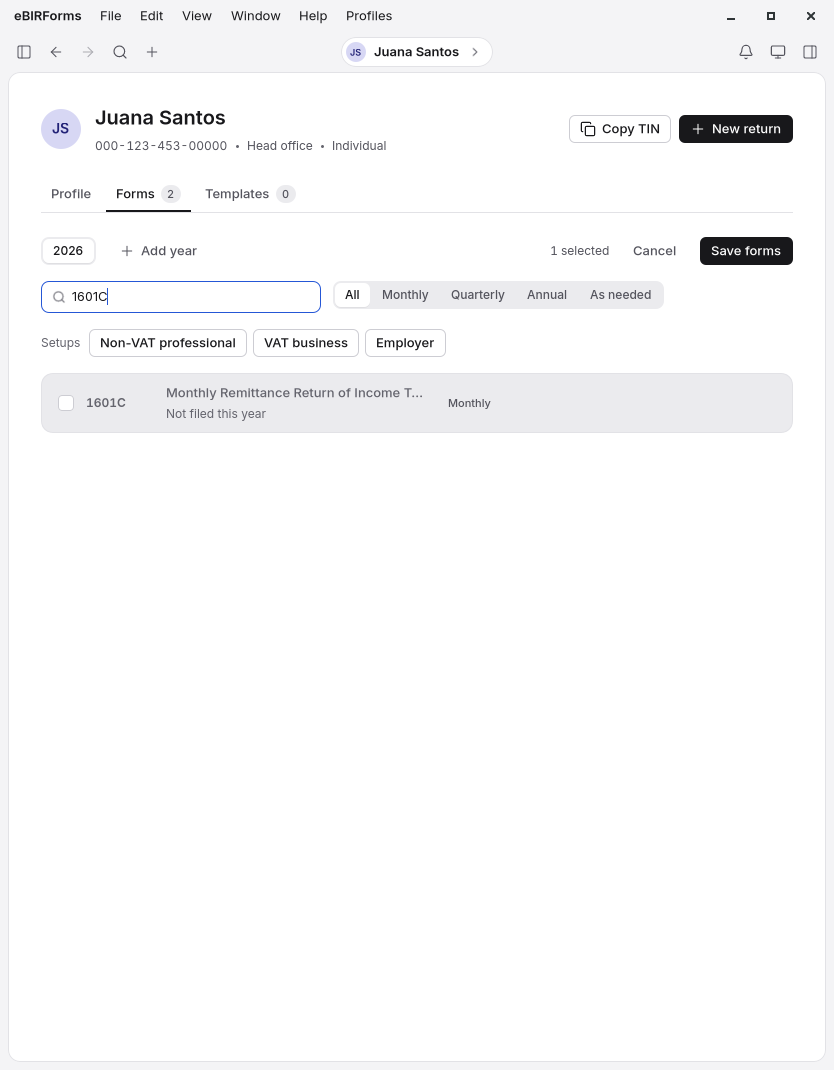 eBIRForms File Edit View Window Help Profiles
JS Juana Santos
JS
Juana Santos
000-123-453-00000 • Head office • Individual
Copy TIN
New return
Profile Forms 2 Templates 0
2026 Add year 1 selected Cancel Save forms
1601C All Monthly Quarterly Annual As needed
Setups Non-VAT professional VAT business Employer
1601C Monthly Remittance Return of Income T... Monthly
Not filed this year